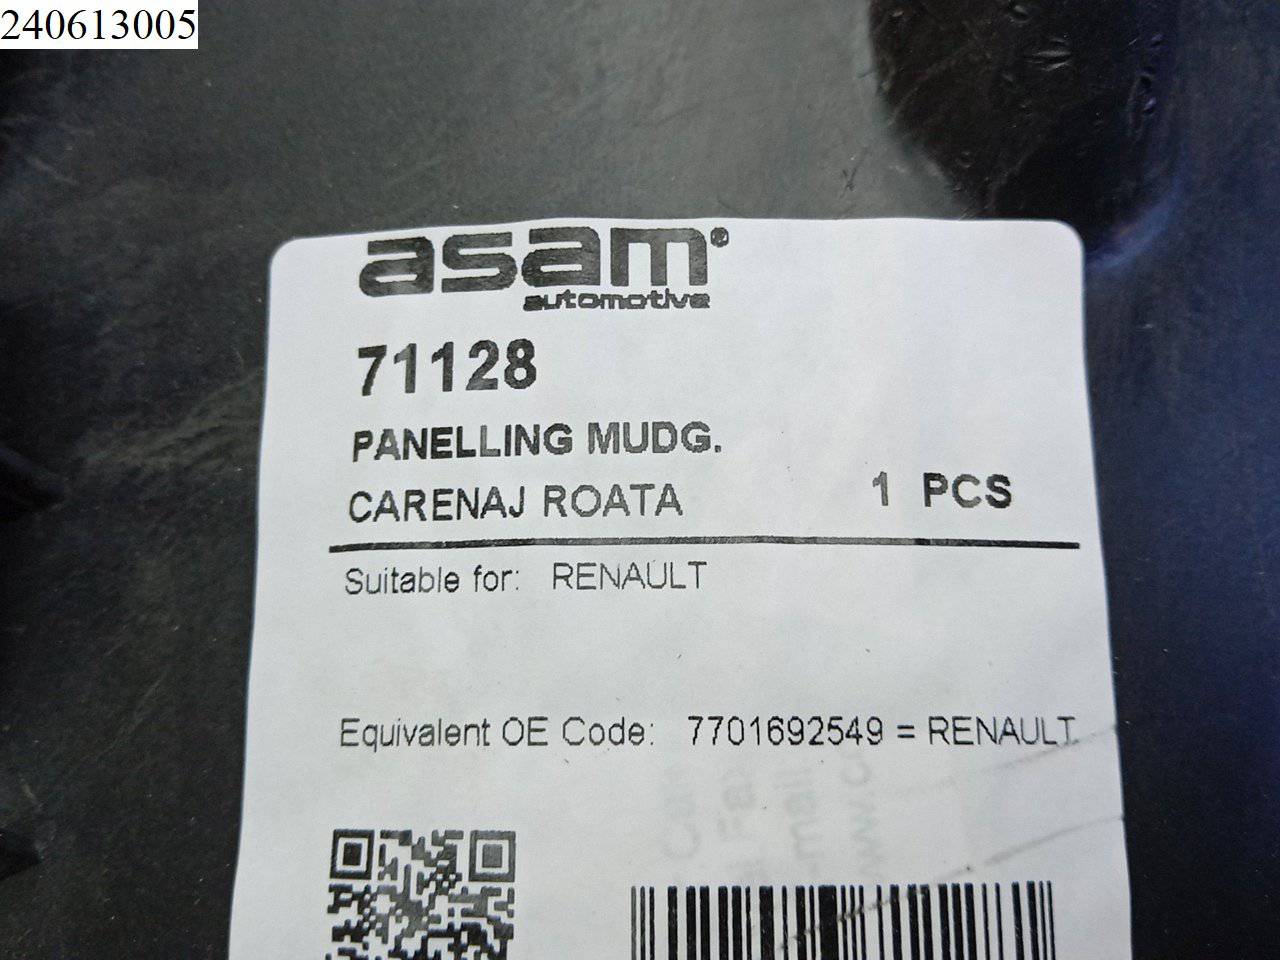 240613005
asam®
automotive
71128
PANELLING MUDG.
CARENAJ ROATA 1 PCS
Suitable for: RENAULT
Equivalent OE Code: 7701692549 = RENAULT